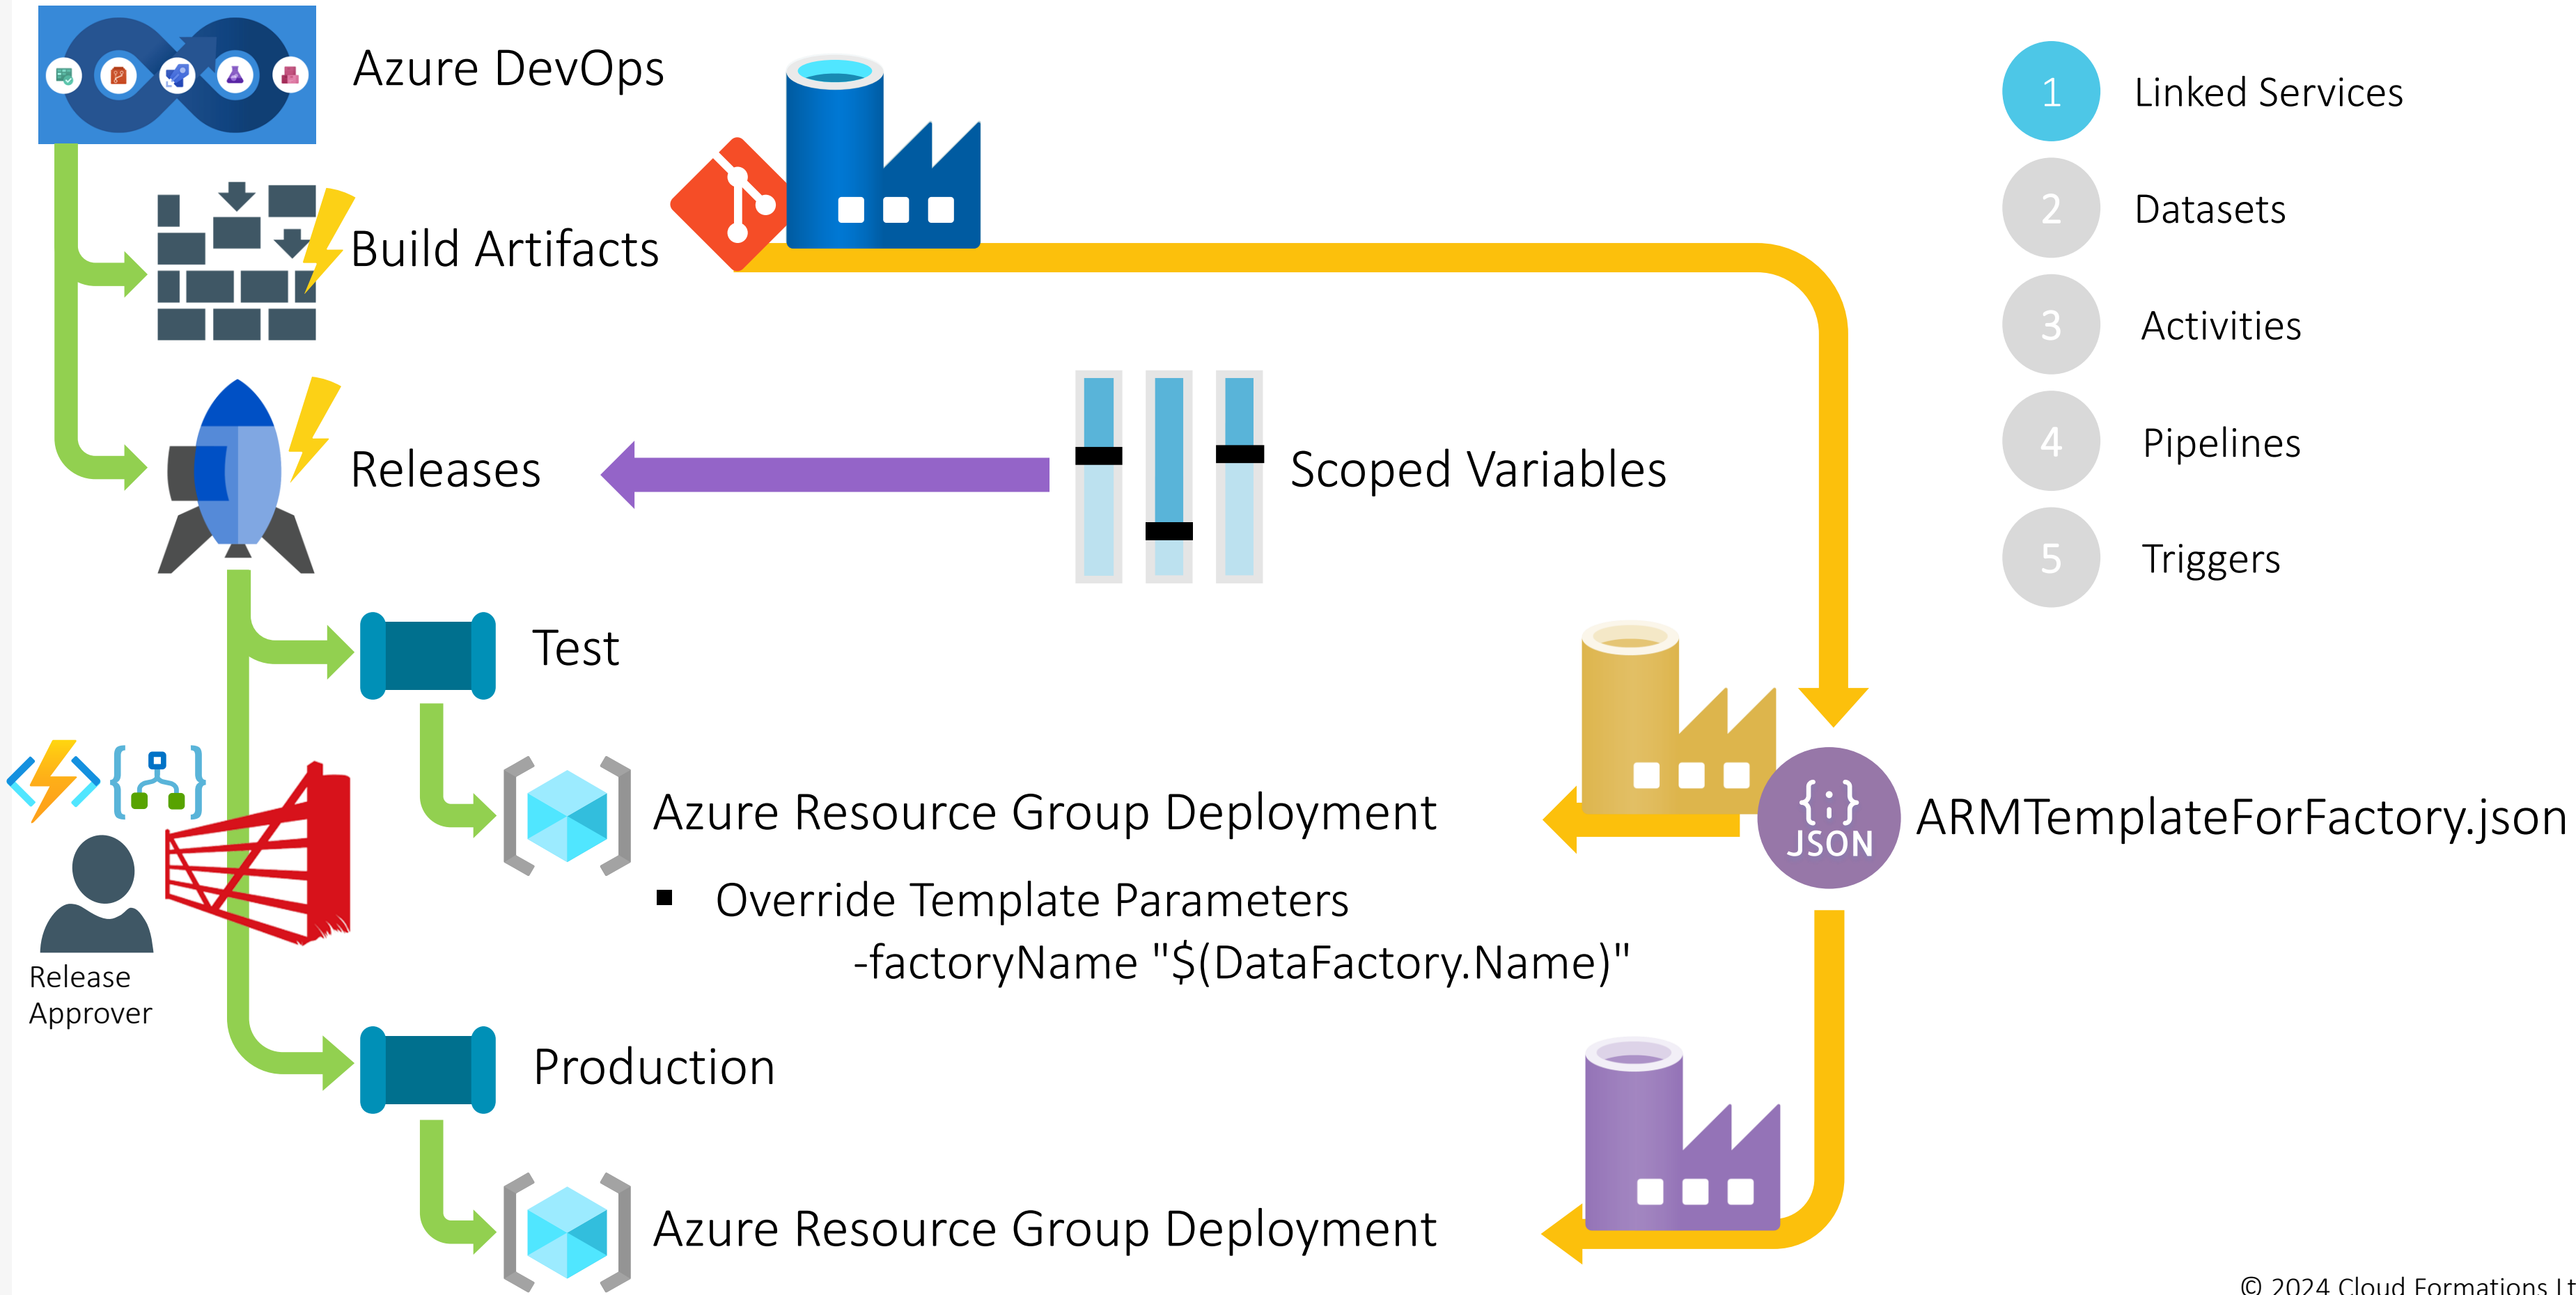 Azure DevOps
Build Artifacts
Releases
Scoped Variables
Test
Azure Resource Group Deployment
▪ Override Template Parameters
-factoryName "$(DataFactory.Name)"
{;}
JSON
ARMTemplateForFactory.json
Release
Approver
Production
Azure Resource Group Deployment
1 Linked Services
2 Datasets
3 Activities
4 Pipelines
5 Triggers
© 2024 Cloud Formations Lt